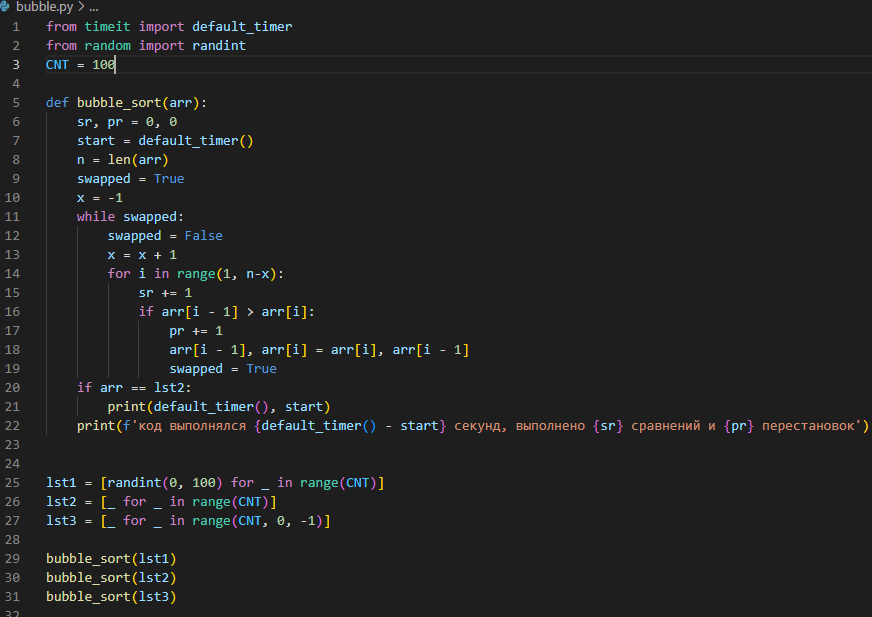 bubble.py > ...
1 from timeit import default_timer
2 from random import randint
3 CNT = 100
4
5 def bubble_sort(arr):
6     sr, pr = 0, 0
7     start = default_timer()
8     n = len(arr)
9     swapped = True
10     x = -1
11     while swapped:
12         swapped = False
13         x = x + 1
14         for i in range(1, n-x):
15             sr += 1
16             if arr[i - 1] > arr[i]:
17                 pr += 1
18                 arr[i - 1], arr[i] = arr[i], arr[i - 1]
19                 swapped = True
20     if arr == lst2:
21         print(default_timer(), start)
22     print(f'код выполнялся {default_timer() - start} секунд, выполнено {sr} сравнений и {pr} перестановок')
23
24
25 lst1 = [randint(0, 100) for _ in range(CNT)]
26 lst2 = [_ for _ in range(CNT)]
27 lst3 = [_ for _ in range(CNT, 0, -1)]
28
29 bubble_sort(lst1)
30 bubble_sort(lst2)
31 bubble_sort(lst3)
32